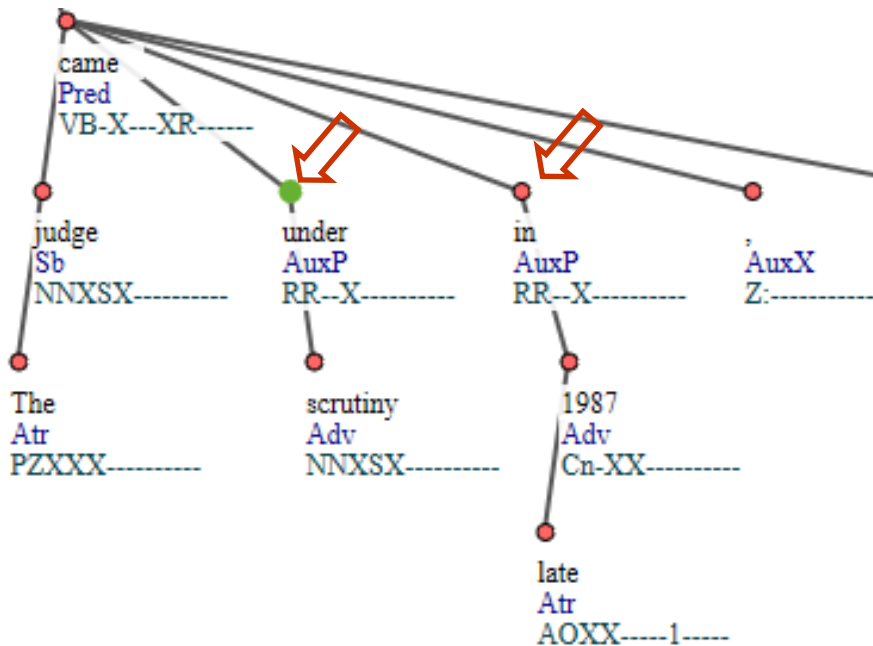 came
Pred
VB-X---XR------
judge
Sb
NNXSX----------
under
AuxP
RR--X----------
in
AuxP
RR--X----------
,
AuxX
Z:------------
The
Atr
PZXXX----------
scrutiny
Adv
NNXSX----------
1987
Adv
Cn-XX----------
late
Atr
AOXX-----1-----